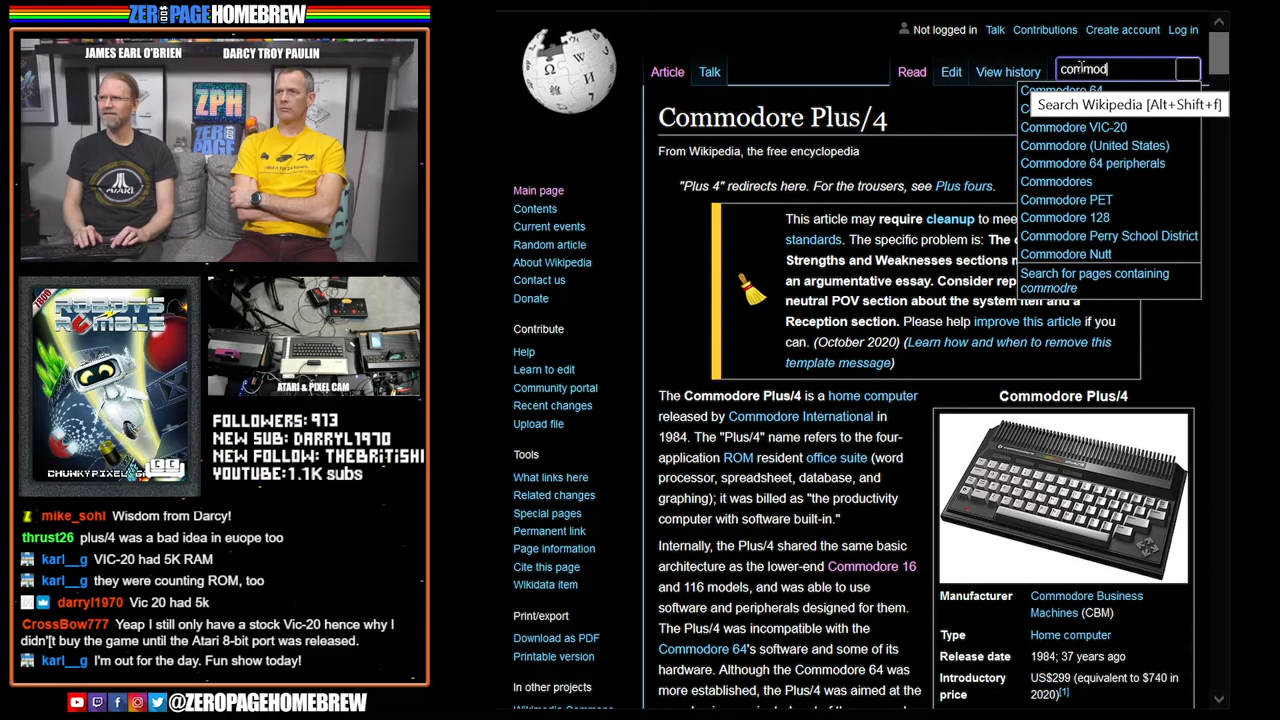 ZEROPAGEHOMEBREW
JAMES EARL O'BRIEN
DARCY TROY PAULIN
ZPH
ATARI
7800
ROBOTS
RUMBLE
ATARI & PIXEL CAM
FOLLOWERS: 913
NEW SUB: DARRYL1970
NEW FOLLOW: THEBRITISHI
YOUTUBE: 1.1K subs
mike_sohl Wisdom from Darcy!
thrust26 plus/4 was a bad idea in euope too
karl__g VIC-20 had 5K RAM
karl__g they were counting ROM, too
darryl1970 Vic 20 had 5k
CrossBow777 Yeap I still only have a stock Vic-20 hence why I
didn'[t buy the game until the Atari 8-bit port was released.
karl__g I'm out for the day. Fun show today!
@ZEROPAGEHOMEBREW
Not logged in Talk Contributions Create account Log in
Article Talk Read Edit View history commod
Commodore 64
Search Wikipedia [Alt+Shift+f]
Commodore VIC-20
Commodore (United States)
Commodore 64 peripherals
Commodores
Commodore PET
Commodore 128
Commodore Perry School District
Commodore Nutt
Search for pages containing
commodre
Main page
Contents
Current events
Random article
About Wikipedia
Contact us
Donate
Contribute
Help
Learn to edit
Community portal
Recent changes
Upload file
Tools
What links here
Related changes
Special pages
Permanent link
Page information
Cite this page
Wikidata item
Print/export
Download as PDF
Printable version
In other projects
Wikimedia Commons
Commodore Plus/4
From Wikipedia, the free encyclopedia
"Plus 4" redirects here. For the trousers, see Plus fours.
This article may require cleanup to mee
standards. The specific problem is: The
Strengths and Weaknesses sections
an argumentative essay. Consider rep
neutral POV section about the system itself and a
Reception section. Please help improve this article if you
can. (October 2020) (Learn how and when to remove this
template message)
The Commodore Plus/4 is a home computer
released by Commodore International in
1984. The "Plus/4" name refers to the four-
application ROM resident office suite (word
processor, spreadsheet, database, and
graphing); it was billed as "the productivity
computer with software built-in."
Internally, the Plus/4 shared the same basic
architecture as the lower-end Commodore 16
and 116 models, and was able to use
software and peripherals designed for them.
The Plus/4 was incompatible with the
Commodore 64's software and some of its
hardware. Although the Commodore 64 was
more established, the Plus/4 was aimed at the
Commodore Plus/4
Manufacturer Commodore Business
Machines (CBM)
Type Home computer
Release date 1984; 37 years ago
Introductory US$299 (equivalent to $740 in
price 2020)[1]